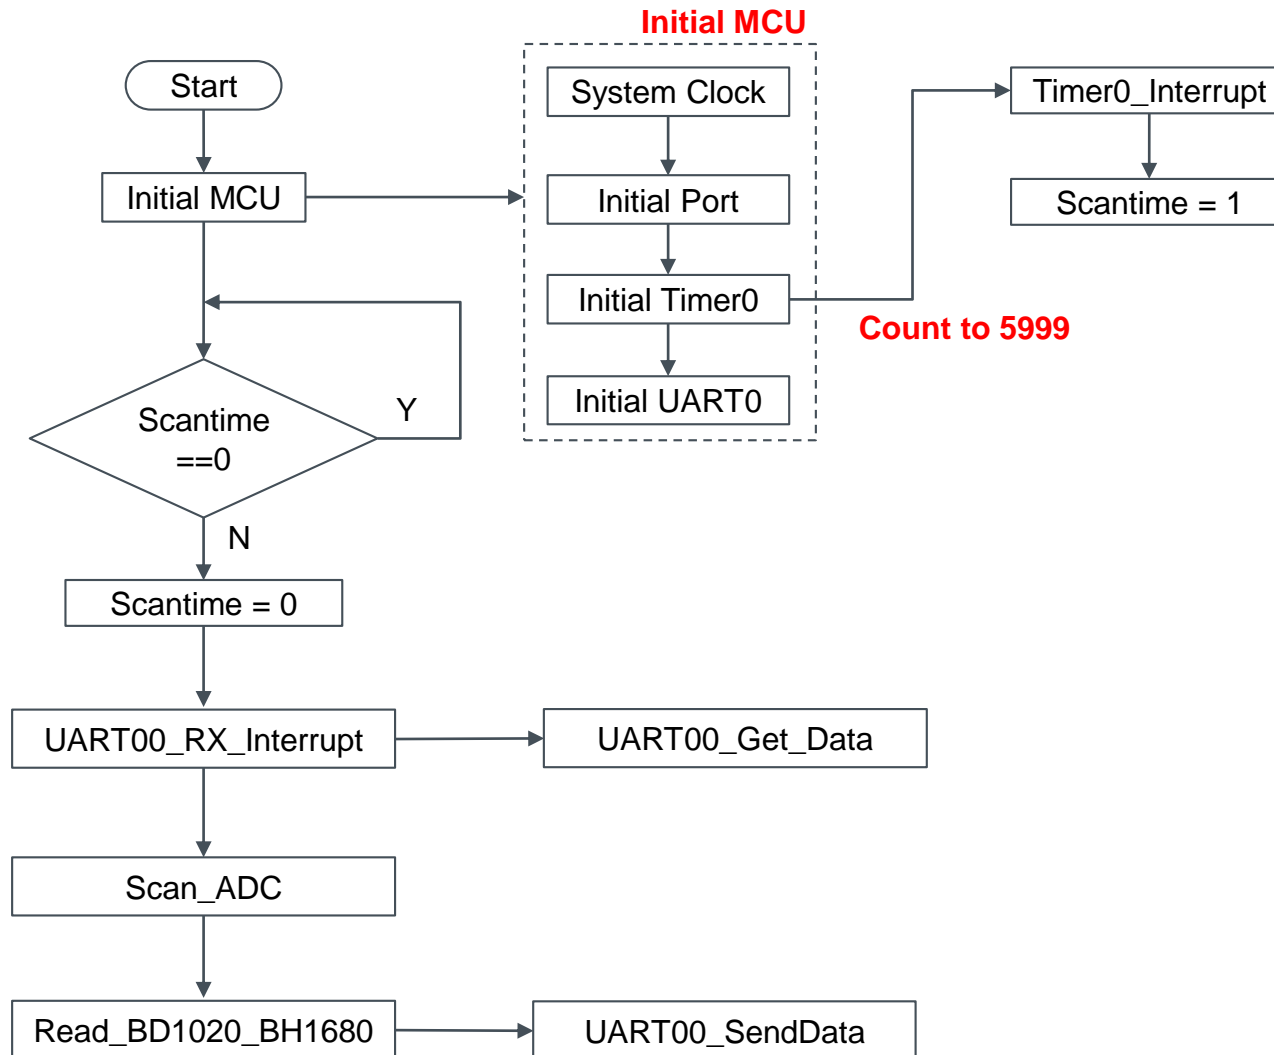 Initial MCU
Start
System Clock
Timer0_Interrupt
Initial MCU
Initial Port
Scantime = 1
Initial Timer0
Count to 5999
Initial UART0
Scantime
==0
Y
N
Scantime = 0
UART00_RX_Interrupt
UART00_Get_Data
Scan_ADC
Read_BD1020_BH1680
UART00_SendData